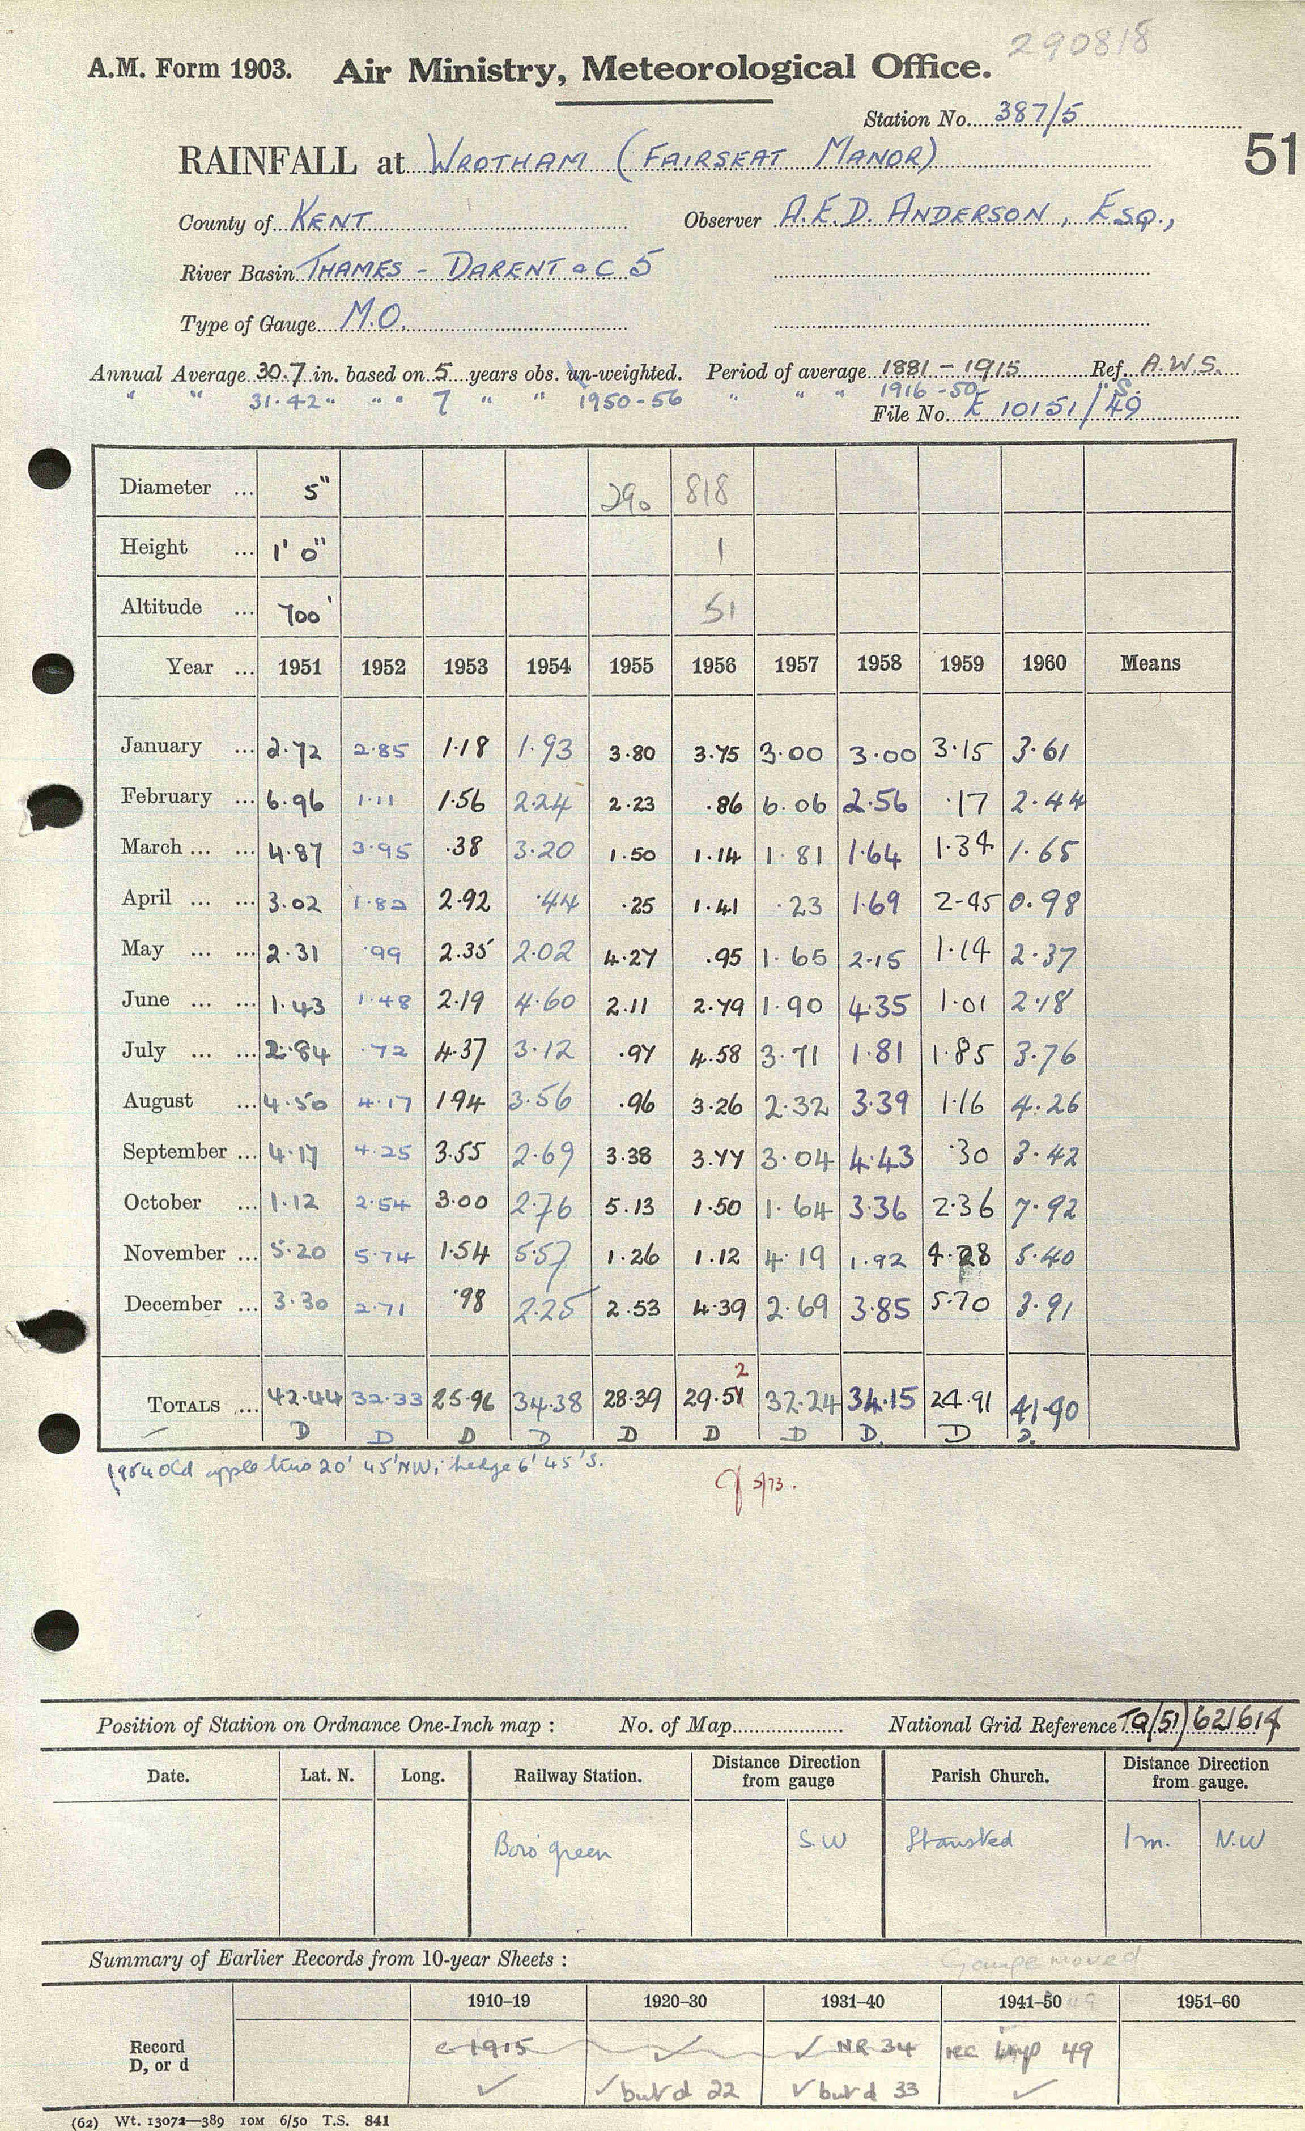 290818
A.M. Form 1903. Air Ministry, Meteorological Office.
Station No. 387/5
51
RAINFALL at WROTHAM (FAIRSEAT MANOR)
County of KENT Observer A.E.D. ANDERSON, ESQ.,
River Basin THAMES - DARENT & C 5
Type of Gauge M.O.
Annual Average 30.7 in. based on 5 years obs. un-weighted. Period of average 1881 - 1915 Ref. A.W.S.
" " 31.42 " " " 7 " " 1950-56 " " " 1916-50 " S.
File No. E 10151/49
Diameter ... 5" 290 818
Height ... 1' 0" 1
Altitude ... 700' 51
Year ... 1951 1952 1953 1954 1955 1956 1957 1958 1959 1960 Means
January ... 2.72 2.85 1.18 1.93 3.80 3.75 3.00 3.00 3.15 3.61
February ... 6.96 1.11 1.56 2.24 2.23 .86 6.06 2.56 .17 2.44
March ... ... 4.87 3.95 .38 3.20 1.50 1.14 1.81 1.64 1.34 1.65
April ... ... 3.02 1.82 2.92 .44 .25 1.41 .23 1.69 2.45 0.98
May ... ... 2.31 .99 2.35 2.02 4.27 .95 1.65 2.15 1.14 2.37
June ... ... 1.43 1.48 2.19 4.60 2.11 2.79 1.90 4.35 1.01 2.18
July ... ... 2.84 .72 4.37 3.12 .97 4.58 3.71 1.81 1.85 3.76
August ... 4.50 4.17 1.94 3.56 .96 3.26 2.32 3.39 1.16 4.26
September ... 4.17 4.25 3.55 2.69 3.38 3.77 3.04 4.43 .30 3.42
October ... 1.12 2.54 3.00 2.76 5.13 1.50 1.64 3.36 2.36 7.92
November ... 5.20 5.74 1.54 5.57 1.26 1.12 4.19 1.92 4.28 5.40
December ... 3.30 2.71 .98 2.25 2.53 4.39 2.69 3.85 5.70 3.91
2
TOTALS ... 42.44 32.33 25.96 34.38 28.39 29.51 32.24 34.15 24.91 41.90
D D D D D D D D. D D.
1954 Old apple tree 20' 45' NW; hedge 6' 45' S.
5/73.
Position of Station on Ordnance One-Inch map : No. of Map National Grid Reference TQ/(51) 621614
Date. Lat. N. Long. Railway Station. Distance Direction from gauge Parish Church. Distance Direction from gauge.
Boro' green S.W Stansted 1 m. N.W
Summary of Earlier Records from 10-year Sheets :
Gauge moved
1910-19 1920-30 1931-40 1941-50 49 1951-60
Record D, or d
c 1915 ✓ ✓ NR 34 rec 49
✓ ✓ but d 22 ✓ but d 33 ✓
(62) Wt. 13072—389 10M 6/50 T.S. 841